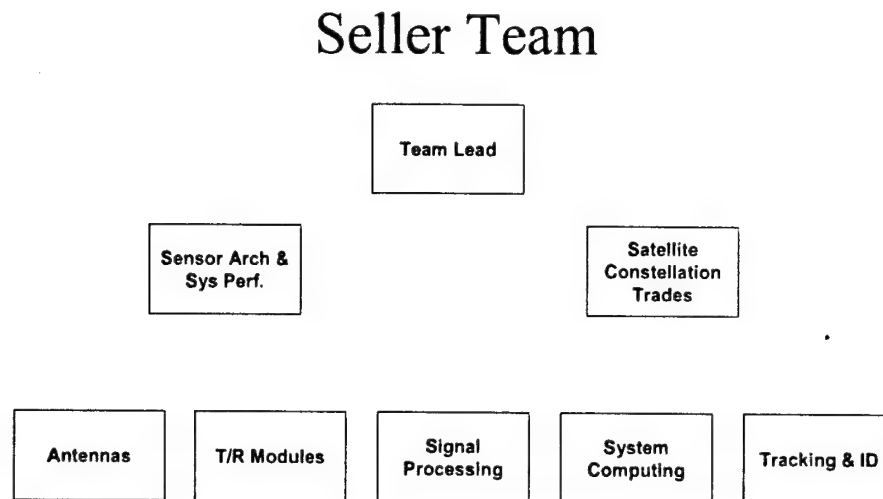 Seller Team
Team Lead
Sensor Arch &
Sys Perf.
Satellite
Constellation
Trades
Antennas
T/R Modules
Signal
Processing
System
Computing
Tracking & ID